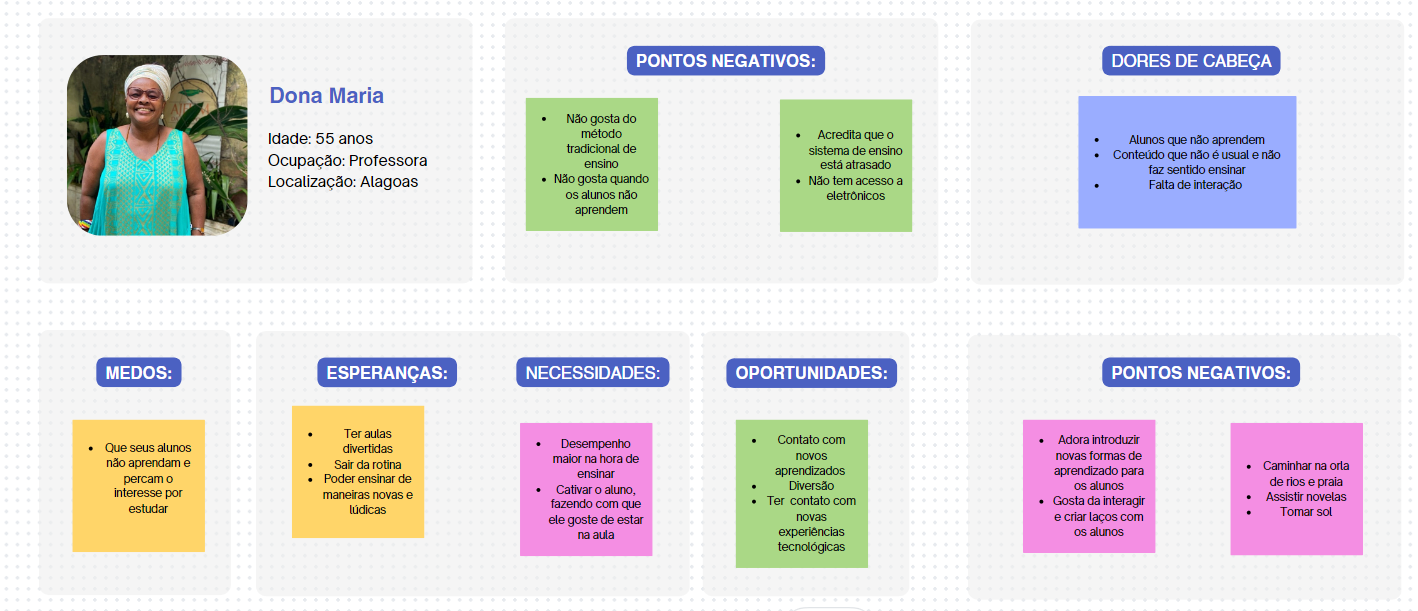 Dona Maria
Idade: 55 anos
Ocupação: Professora
Localização: Alagoas
PONTOS NEGATIVOS:
• Não gosta do
método
tradicional de
ensino
• Não gosta quando
os alunos não
aprendem
• Acredita que o
sistema de ensino
está atrasado
• Não tem acesso a
eletrônicos
DORES DE CABEÇA
• Alunos que não aprendem
• Conteúdo que não é usual e não
faz sentido ensinar
• Falta de interação
MEDOS:
• Que seus alunos
não aprendam e
percam o
interesse por
estudar
ESPERANÇAS:
• Ter aulas
divertidas
• Sair da rotina
• Poder ensinar de
maneiras novas e
lúdicas
NECESSIDADES:
• Desempenho
maior na hora de
ensinar
• Cativar o aluno,
fazendo com que
ele goste de estar
na aula
OPORTUNIDADES:
• Contato com
novos
aprendizados
• Diversão
• Ter contato com
novas
experiências
tecnológicas
PONTOS NEGATIVOS:
• Adora introduzir
novas formas de
aprendizado para
os alunos
• Gosta da interagir
e criar laços com
os alunos
• Caminhar na orla
de rios e praia
• Assistir novelas
• Tomar sol